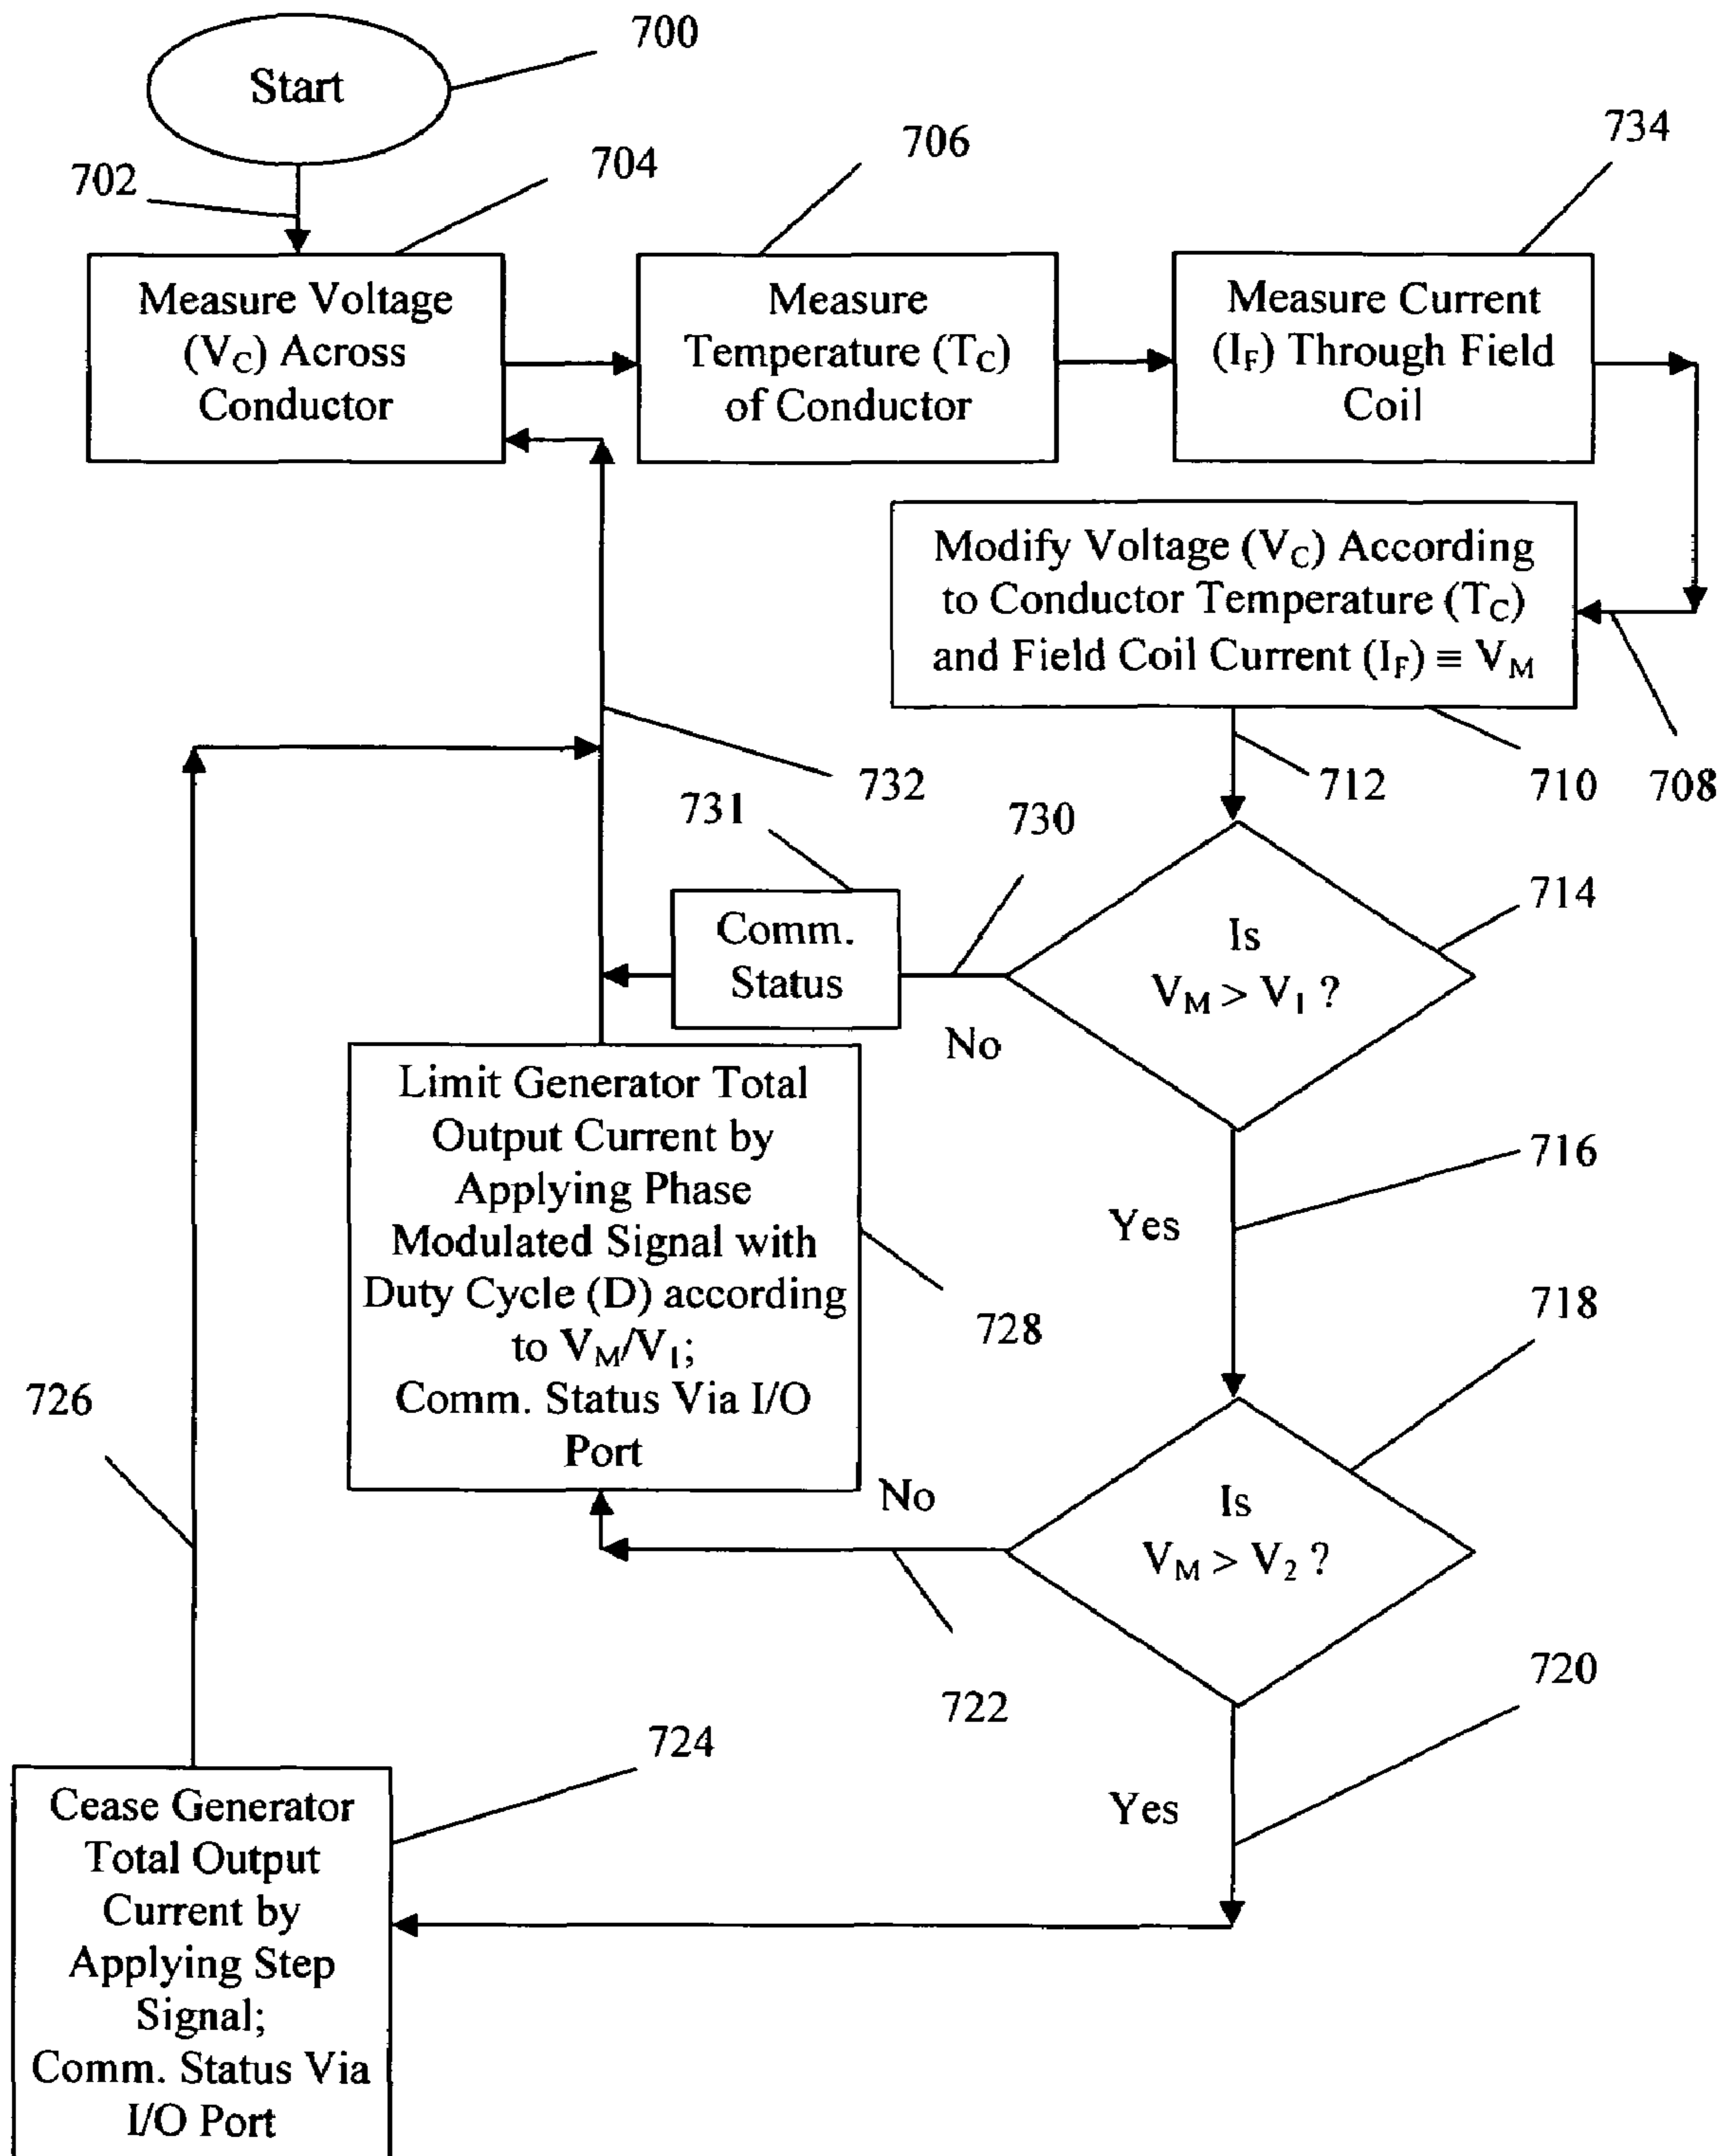 700
Start
702
704
706
734
Measure Voltage
(V_C) Across
Conductor
Measure
Temperature (T_C)
of Conductor
Measure Current
(I_F) Through Field
Coil
Modify Voltage (V_C) According
to Conductor Temperature (T_C)
and Field Coil Current (I_F) ≡ V_M
732
712
710
708
731
730
714
Comm.
Status
Is
V_M > V_1 ?
No
Limit Generator Total
Output Current by
Applying Phase
Modulated Signal with
Duty Cycle (D) according
to V_M/V_1;
Comm. Status Via I/O
Port
716
Yes
728
718
726
No
Is
V_M > V_2 ?
722
720
724
Yes
Cease Generator
Total Output
Current by
Applying Step
Signal;
Comm. Status Via
I/O Port